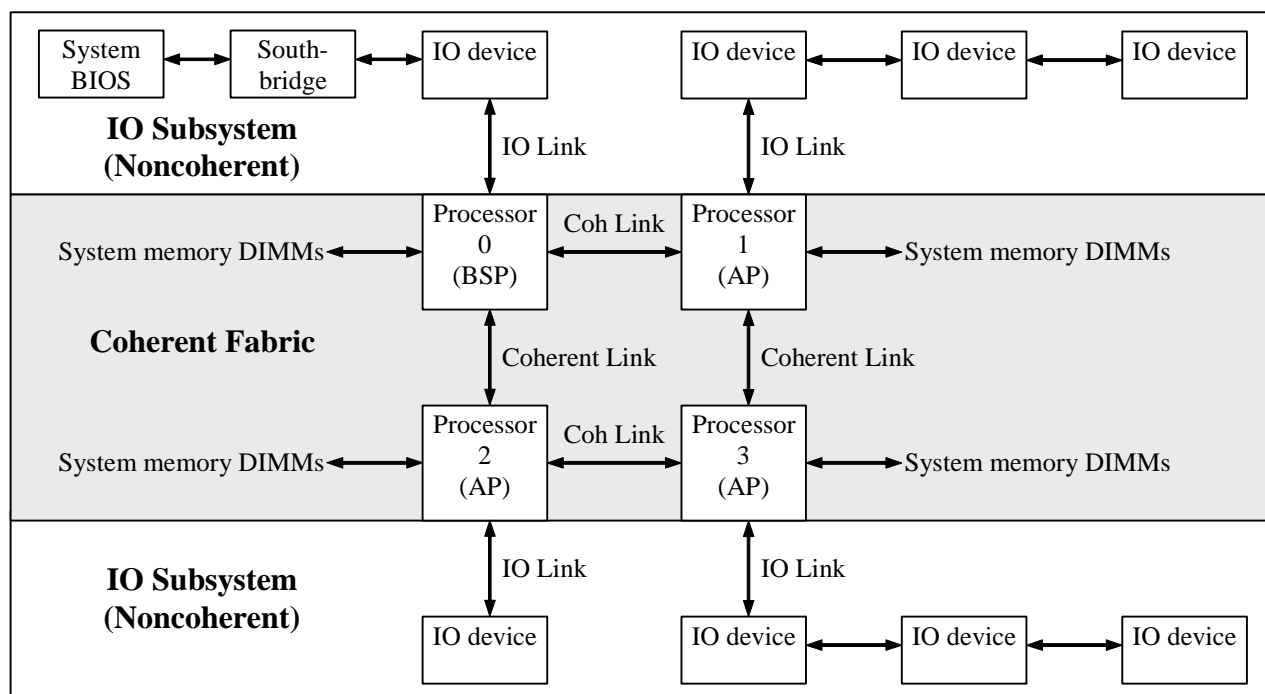 System
BIOS
South-
bridge
IO device
IO device
IO device
IO device
IO Subsystem
(Noncoherent)
IO Link
IO Link
Processor
0
(BSP)
Coh Link
Processor
1
(AP)
System memory DIMMs
System memory DIMMs
Coherent Fabric
Coherent Link
Coherent Link
Processor
2
(AP)
Coh Link
Processor
3
(AP)
System memory DIMMs
System memory DIMMs
IO Subsystem
(Noncoherent)
IO Link
IO Link
IO device
IO device
IO device
IO device